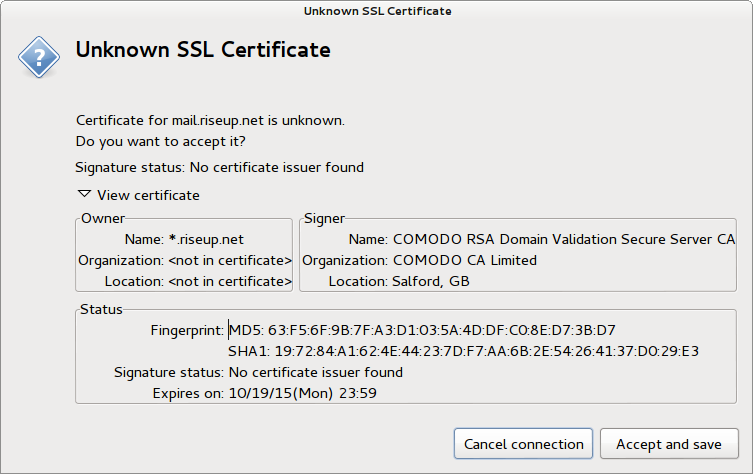 Unknown SSL Certificate
Unknown SSL Certificate
Certificate for mail.riseup.net is unknown.
Do you want to accept it?
Signature status: No certificate issuer found
View certificate
Owner
Name: *.riseup.net
Organization: <not in certificate>
Location: <not in certificate>
Signer
Name: COMODO RSA Domain Validation Secure Server CA
Organization: COMODO CA Limited
Location: Salford, GB
Status
Fingerprint: MD5: 63:F5:6F:9B:7F:A3:D1:03:5A:4D:DF:C0:8E:D7:3B:D7
SHA1: 19:72:84:A1:62:4E:44:23:7D:F7:AA:6B:2E:54:26:41:37:D0:29:E3
Signature status: No certificate issuer found
Expires on: 10/19/15(Mon) 23:59
Cancel connection
Accept and save